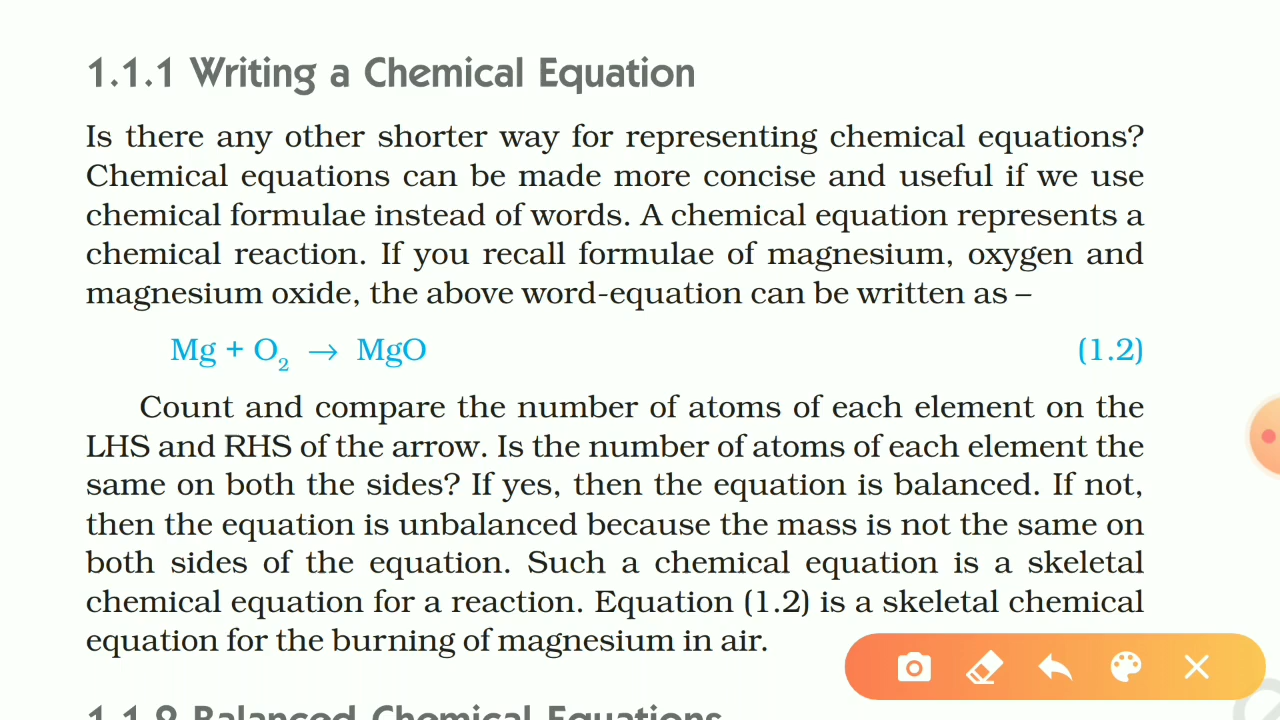 1.1.1 Writing a Chemical Equation
Is there any other shorter way for representing chemical equations?
Chemical equations can be made more concise and useful if we use
chemical formulae instead of words. A chemical equation represents a
chemical reaction. If you recall formulae of magnesium, oxygen and
magnesium oxide, the above word-equation can be written as –
Mg + O₂ → MgO (1.2)
Count and compare the number of atoms of each element on the
LHS and RHS of the arrow. Is the number of atoms of each element the
same on both the sides? If yes, then the equation is balanced. If not,
then the equation is unbalanced because the mass is not the same on
both sides of the equation. Such a chemical equation is a skeletal
chemical equation for a reaction. Equation (1.2) is a skeletal chemical
equation for the burning of magnesium in air.
1.1.2 Balanced Chemical Equations